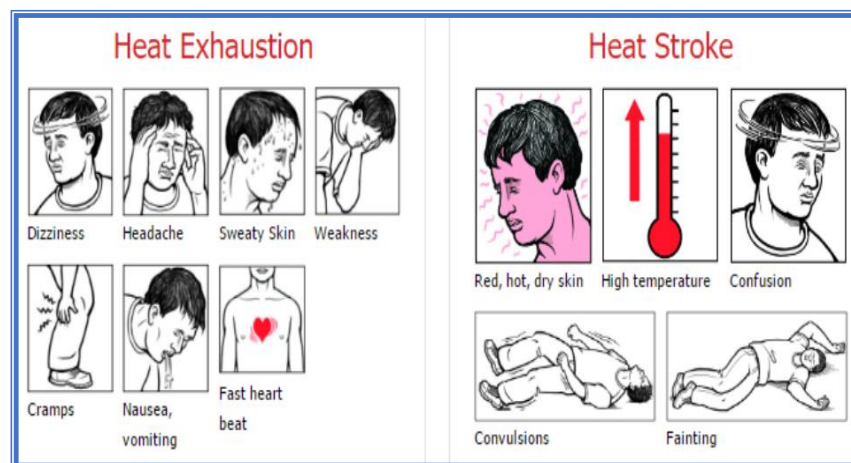 Heat Exhaustion
Dizziness
Headache
Sweaty Skin
Weakness
Cramps
Nausea,
vomiting
Fast heart
beat
Heat Stroke
Red, hot, dry skin
High temperature
Confusion
Convulsions
Fainting